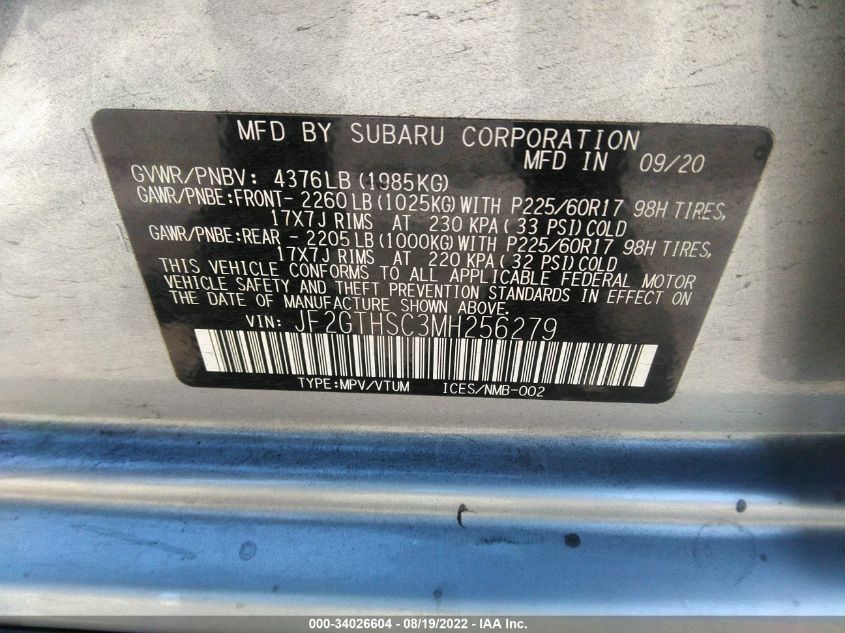 MFD BY SUBARU CORPORATION
MFD IN 09/20
GVWR/PNBV: 4376LB(1985KG)
GAWR/PNBE:FRONT- 2260LB(1025KG)WITH P225/60R17 98H TIRES,
17X7J RIMS AT 230 KPA( 33 PSI)COLD
GAWR/PNBE:REAR - 2205LB(1000KG)WITH P225/60R17 98H TIRES,
17X7J RIMS AT 220 KPA( 32 PSI)COLD
THIS VEHICLE CONFORMS TO ALL APPLICABLE FEDERAL MOTOR
VEHICLE SAFETY AND THEFT PREVENTION STANDARDS IN EFFECT ON
THE DATE OF MANUFACTURE SHOWN ABOVE.
VIN: JF2GTHSC3MH256279
TYPE:MPV/VTUM ICES/NMB-002
000-34026604 - 08/19/2022 - IAA Inc.